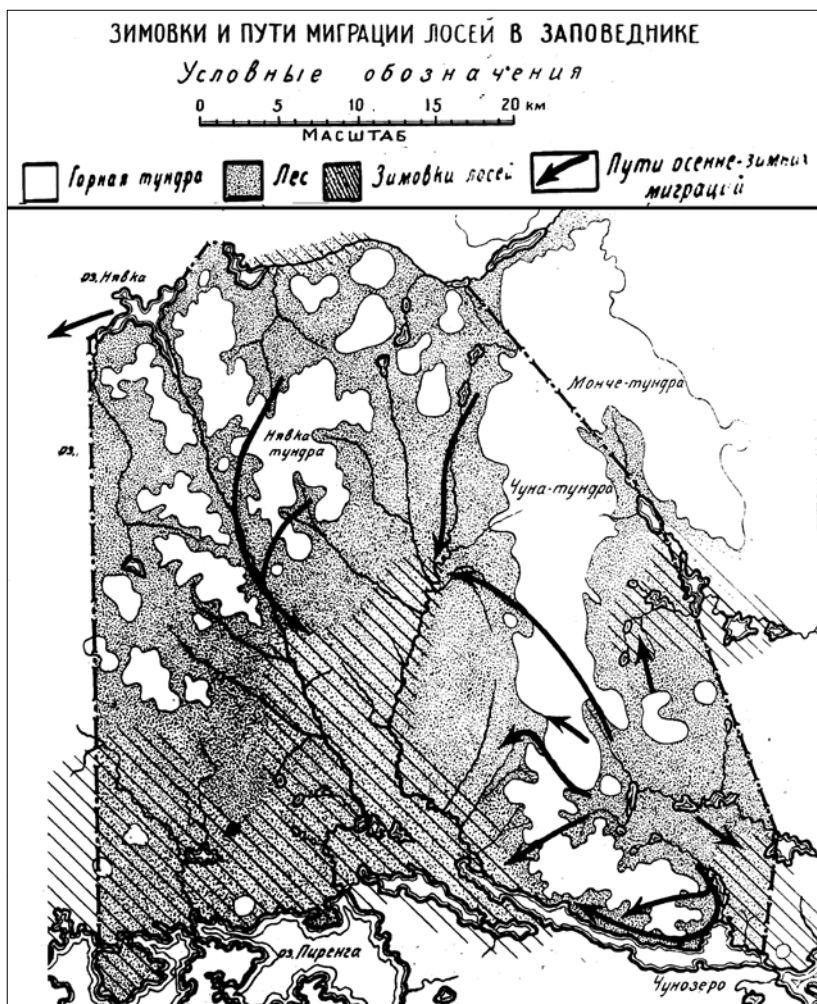 ЗИМОВКИ И ПУТИ МИГРАЦИИ ЛОСЕЙ В ЗАПОВЕДНИКЕ
Условные обозначения
0 5 10 15 20 км
МАСШТАБ
Горная тундра
Лес
Зимовки лосей
Пути осенне-зимних
миграций
оз. Нявка
Монче-тундра
оз.
Нявка
тундра
Чуна-тундра
оз. Пиренга
Чунозеро